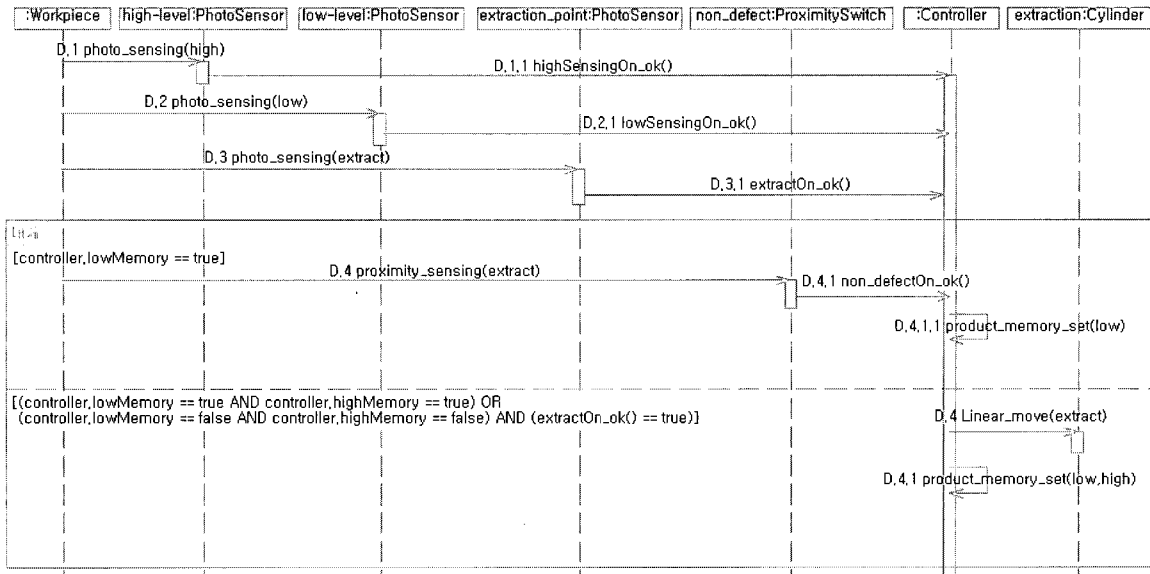 :Workpiece
high-level:PhotoSensor
low-level:PhotoSensor
extraction_point:PhotoSensor
non_defect:ProximitySwitch
:Controller
extraction:Cylinder
D,1 photo_sensing(high)
D,1,1 highSensingOn_ok()
D,2 photo_sensing(low)
D,2,1 lowSensingOn_ok()
D,3 photo_sensing(extract)
D,3,1 extractOn_ok()
[controller,lowMemory == true]
D,4 proximity_sensing(extract)
D,4,1 non_defectOn_ok()
D,4,1,1 product_memory_set(low)
[(controller,lowMemory == true AND controller,highMemory == true) OR
(controller,lowMemory == false AND controller,highMemory == false) AND (extractOn_ok() == true)]
D,4 Linear_move(extract)
D,4,1 product_memory_set(low,high)